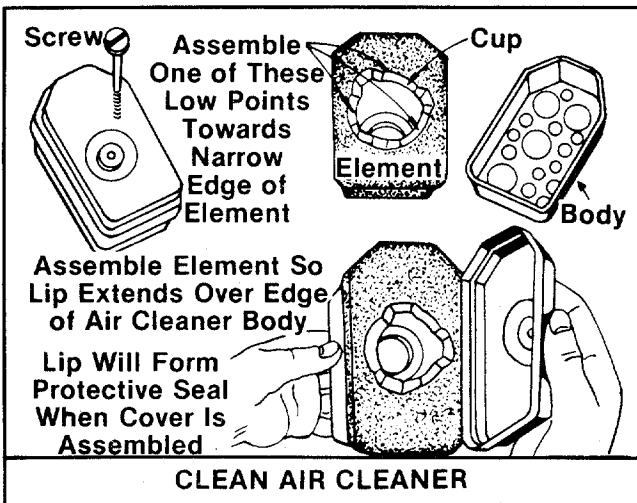 Screw
Assemble
One of These
Low Points
Towards
Narrow
Edge of
Element
Cup
Element
Body
Assemble Element So
Lip Extends Over Edge
of Air Cleaner Body
Lip Will Form
Protective Seal
When Cover Is
Assembled
CLEAN AIR CLEANER